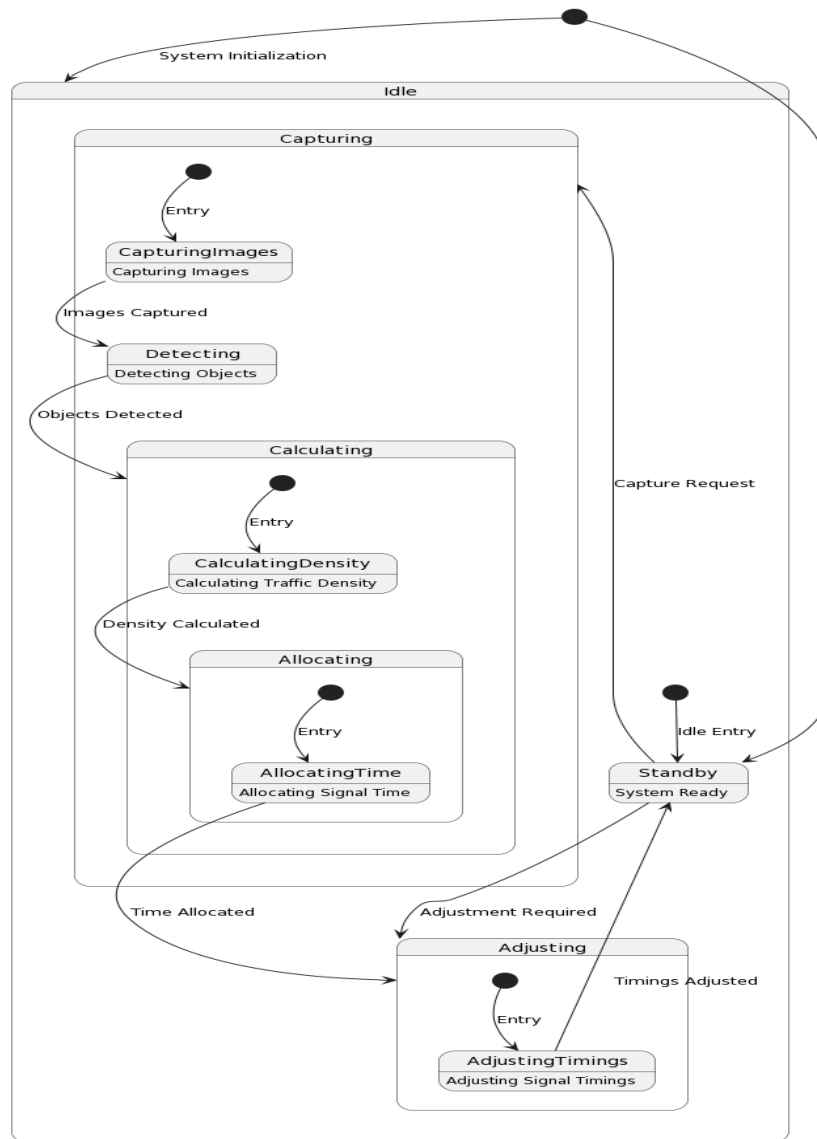 System Initialization
Idle
Capturing
Entry
CapturingImages
Capturing Images
Images Captured
Detecting
Detecting Objects
Objects Detected
Calculating
Entry
CalculatingDensity
Calculating Traffic Density
Density Calculated
Allocating
Entry
AllocatingTime
Allocating Signal Time
Capture Request
Idle Entry
Standby
System Ready
Time Allocated
Adjustment Required
Adjusting
Timings Adjusted
Entry
AdjustingTimings
Adjusting Signal Timings